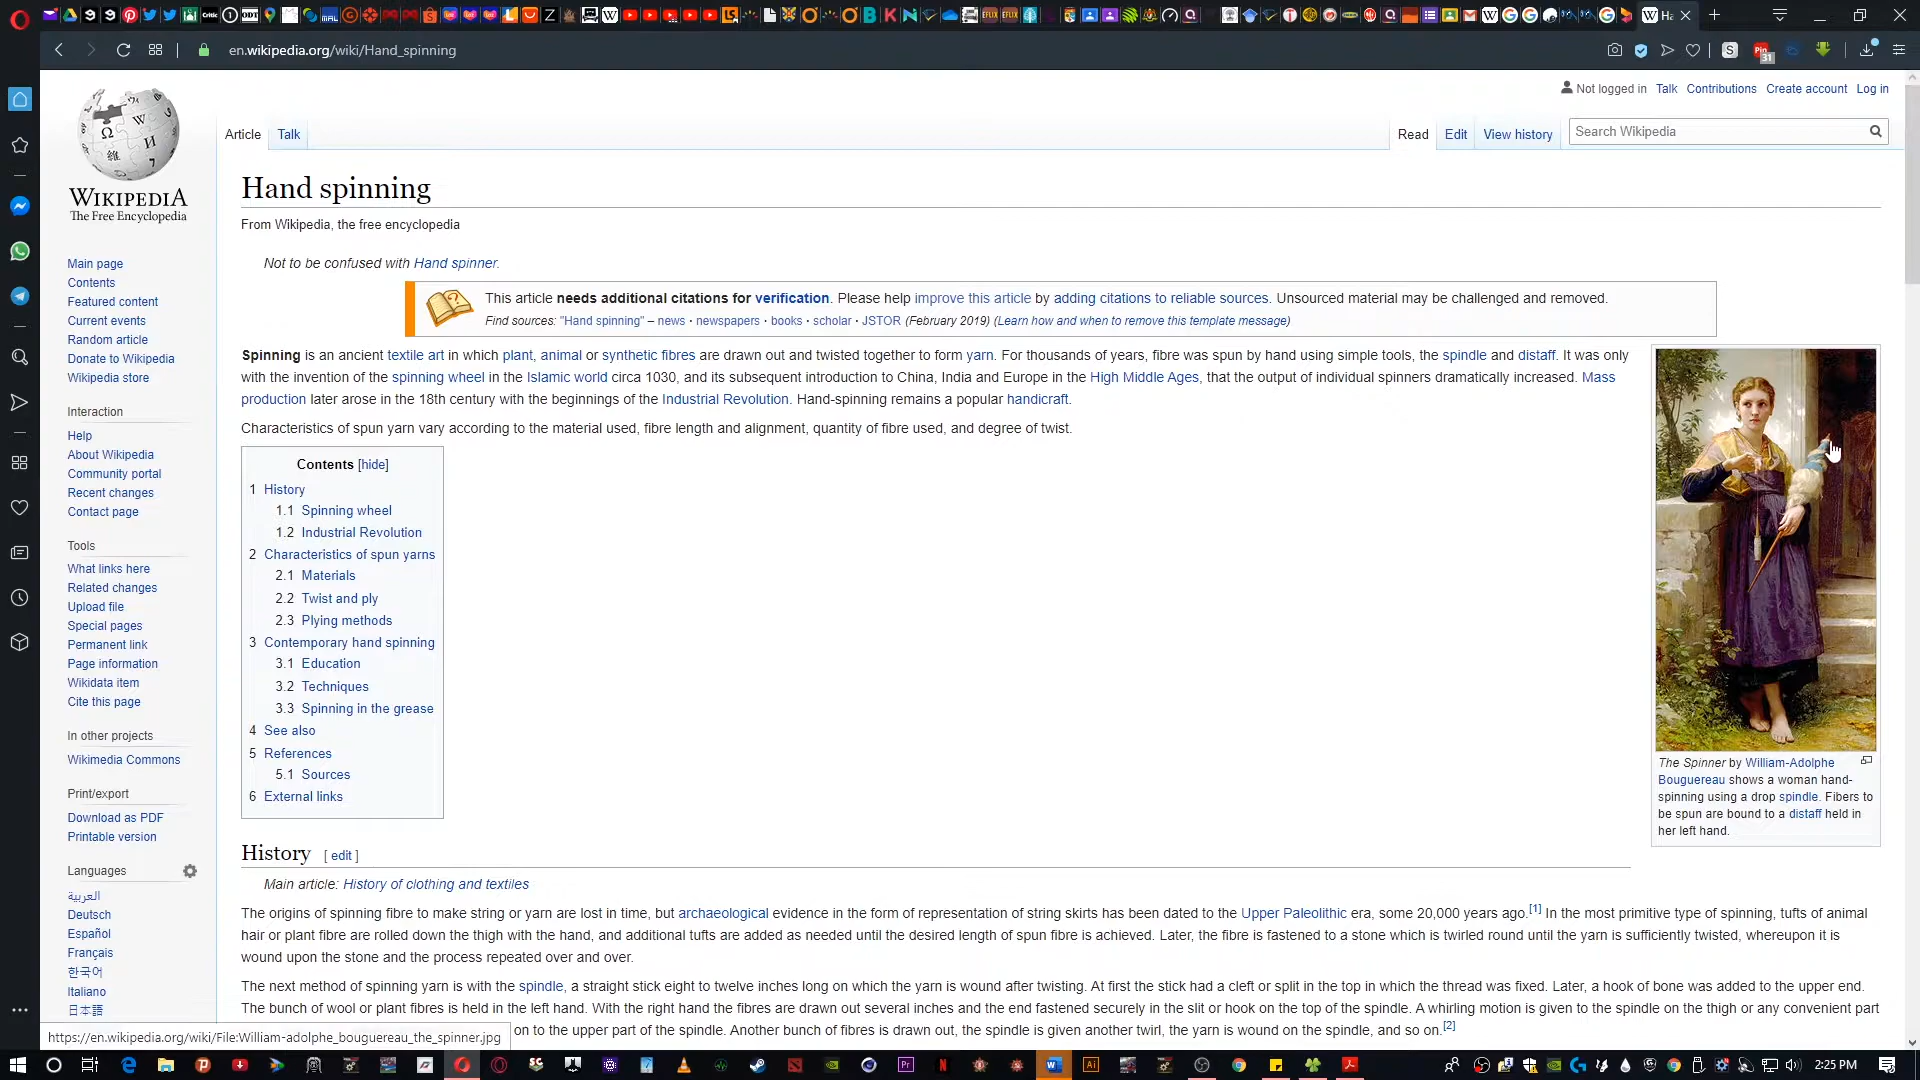 en.wikipedia.org/wiki/Hand_spinning
Not logged in Talk Contributions Create account Log in
Article Talk Read Edit View history Search Wikipedia
WIKIPEDIA
The Free Encyclopedia
Main page
Contents
Featured content
Current events
Random article
Donate to Wikipedia
Wikipedia store
Interaction
Help
About Wikipedia
Community portal
Recent changes
Contact page
Tools
What links here
Related changes
Upload file
Special pages
Permanent link
Page information
Wikidata item
Cite this page
In other projects
Wikimedia Commons
Print/export
Download as PDF
Printable version
Languages
العربية
Deutsch
Español
Français
한국어
Italiano
日本語
Hand spinning
From Wikipedia, the free encyclopedia
Not to be confused with Hand spinner.
This article needs additional citations for verification. Please help improve this article by adding citations to reliable sources. Unsourced material may be challenged and removed.
Find sources: "Hand spinning" – news · newspapers · books · scholar · JSTOR (February 2019) (Learn how and when to remove this template message)
Spinning is an ancient textile art in which plant, animal or synthetic fibres are drawn out and twisted together to form yarn. For thousands of years, fibre was spun by hand using simple tools, the spindle and distaff. It was only
with the invention of the spinning wheel in the Islamic world circa 1030, and its subsequent introduction to China, India and Europe in the High Middle Ages, that the output of individual spinners dramatically increased. Mass
production later arose in the 18th century with the beginnings of the Industrial Revolution. Hand-spinning remains a popular handicraft.
Characteristics of spun yarn vary according to the material used, fibre length and alignment, quantity of fibre used, and degree of twist.
Contents [hide]
1 History
1.1 Spinning wheel
1.2 Industrial Revolution
2 Characteristics of spun yarns
2.1 Materials
2.2 Twist and ply
2.3 Plying methods
3 Contemporary hand spinning
3.1 Education
3.2 Techniques
3.3 Spinning in the grease
4 See also
5 References
5.1 Sources
6 External links
The Spinner by William-Adolphe
Bouguereau shows a woman hand-
spinning using a drop spindle. Fibers to
be spun are bound to a distaff held in
her left hand.
History [ edit ]
Main article: History of clothing and textiles
The origins of spinning fibre to make string or yarn are lost in time, but archaeological evidence in the form of representation of string skirts has been dated to the Upper Paleolithic era, some 20,000 years ago.[1] In the most primitive type of spinning, tufts of animal
hair or plant fibre are rolled down the thigh with the hand, and additional tufts are added as needed until the desired length of spun fibre is achieved. Later, the fibre is fastened to a stone which is twirled round until the yarn is sufficiently twisted, whereupon it is
wound upon the stone and the process repeated over and over.
The next method of spinning yarn is with the spindle, a straight stick eight to twelve inches long on which the yarn is wound after twisting. At first the stick had a cleft or split in the top in which the thread was fixed. Later, a hook of bone was added to the upper end.
The bunch of wool or plant fibres is held in the left hand. With the right hand the fibres are drawn out several inches and the end fastened securely in the slit or hook on the top of the spindle. A whirling motion is given to the spindle on the thigh or any convenient part
on to the upper part of the spindle. Another bunch of fibres is drawn out, the spindle is given another twirl, the yarn is wound on the spindle, and so on.[2]
https://en.wikipedia.org/wiki/File:William-adolphe_bouguereau_the_spinner.jpg
2:25 PM